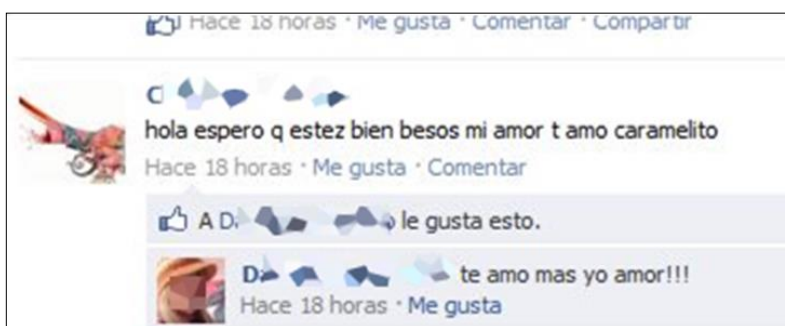 Hace 18 horas · Me gusta · Comentar · Compartir
hola espero q estez bien besos mi amor t amo caramelito
Hace 18 horas · Me gusta · Comentar
A le gusta esto.
te amo mas yo amor!!!
Hace 18 horas · Me gusta